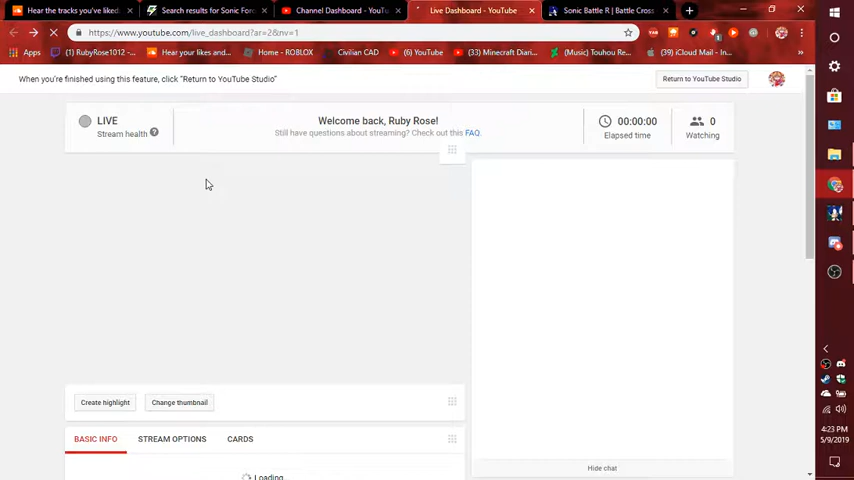 Hear the tracks you've liked
Search results for Sonic For
Channel Dashboard - YouTu
Live Dashboard - YouTube
Sonic Battle R | Battle Cross
https://www.youtube.com/live_dashboard?ar=2&nv=1
Apps
(1) RubyRose1012 -...
Hear your likes and...
Home - ROBLOX
Civilian CAD
(6) YouTube
(33) Minecraft Diari...
(Music) Touhou Re...
(39) iCloud Mail - In...
When you're finished using this feature, click "Return to YouTube Studio"
Return to YouTube Studio
LIVE
Stream health ?
Welcome back, Ruby Rose!
Still have questions about streaming? Check out this FAQ.
00:00:00
Elapsed time
0
Watching
Create highlight
Change thumbnail
BASIC INFO
STREAM OPTIONS
CARDS
Loading...
Hide chat
4:23 PM
5/9/2019